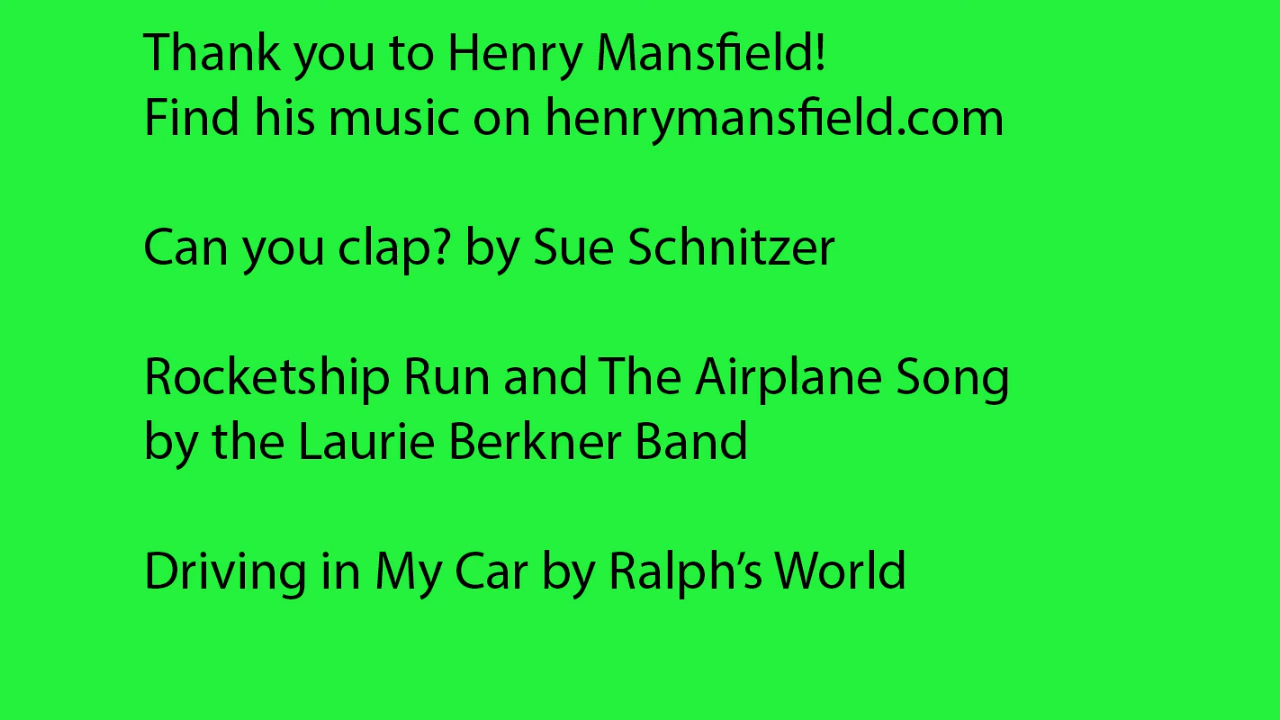 Thank you to Henry Mansfield!
Find his music on henrymansfield.com
Can you clap? by Sue Schnitzer
Rocketship Run and The Airplane Song
by the Laurie Berkner Band
Driving in My Car by Ralph’s World